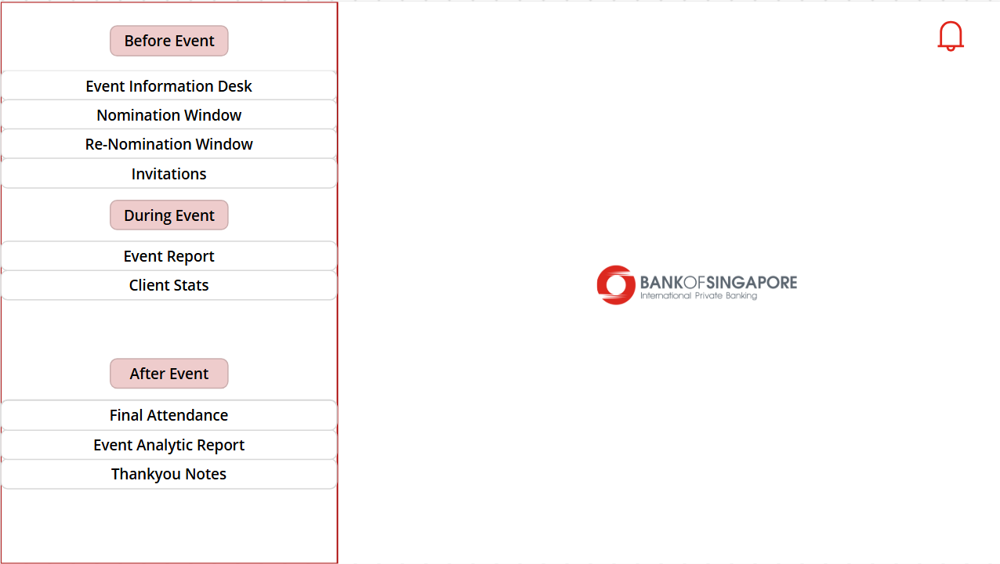 Before Event
Event Information Desk
Nomination Window
Re-Nomination Window
Invitations
During Event
Event Report
Client Stats
After Event
Final Attendance
Event Analytic Report
Thankyou Notes
BANKOFSINGAPORE
International Private Banking